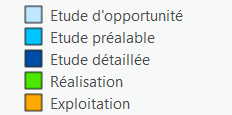 Etude d'opportunité
Etude préalable
Etude détaillée
Réalisation
Exploitation